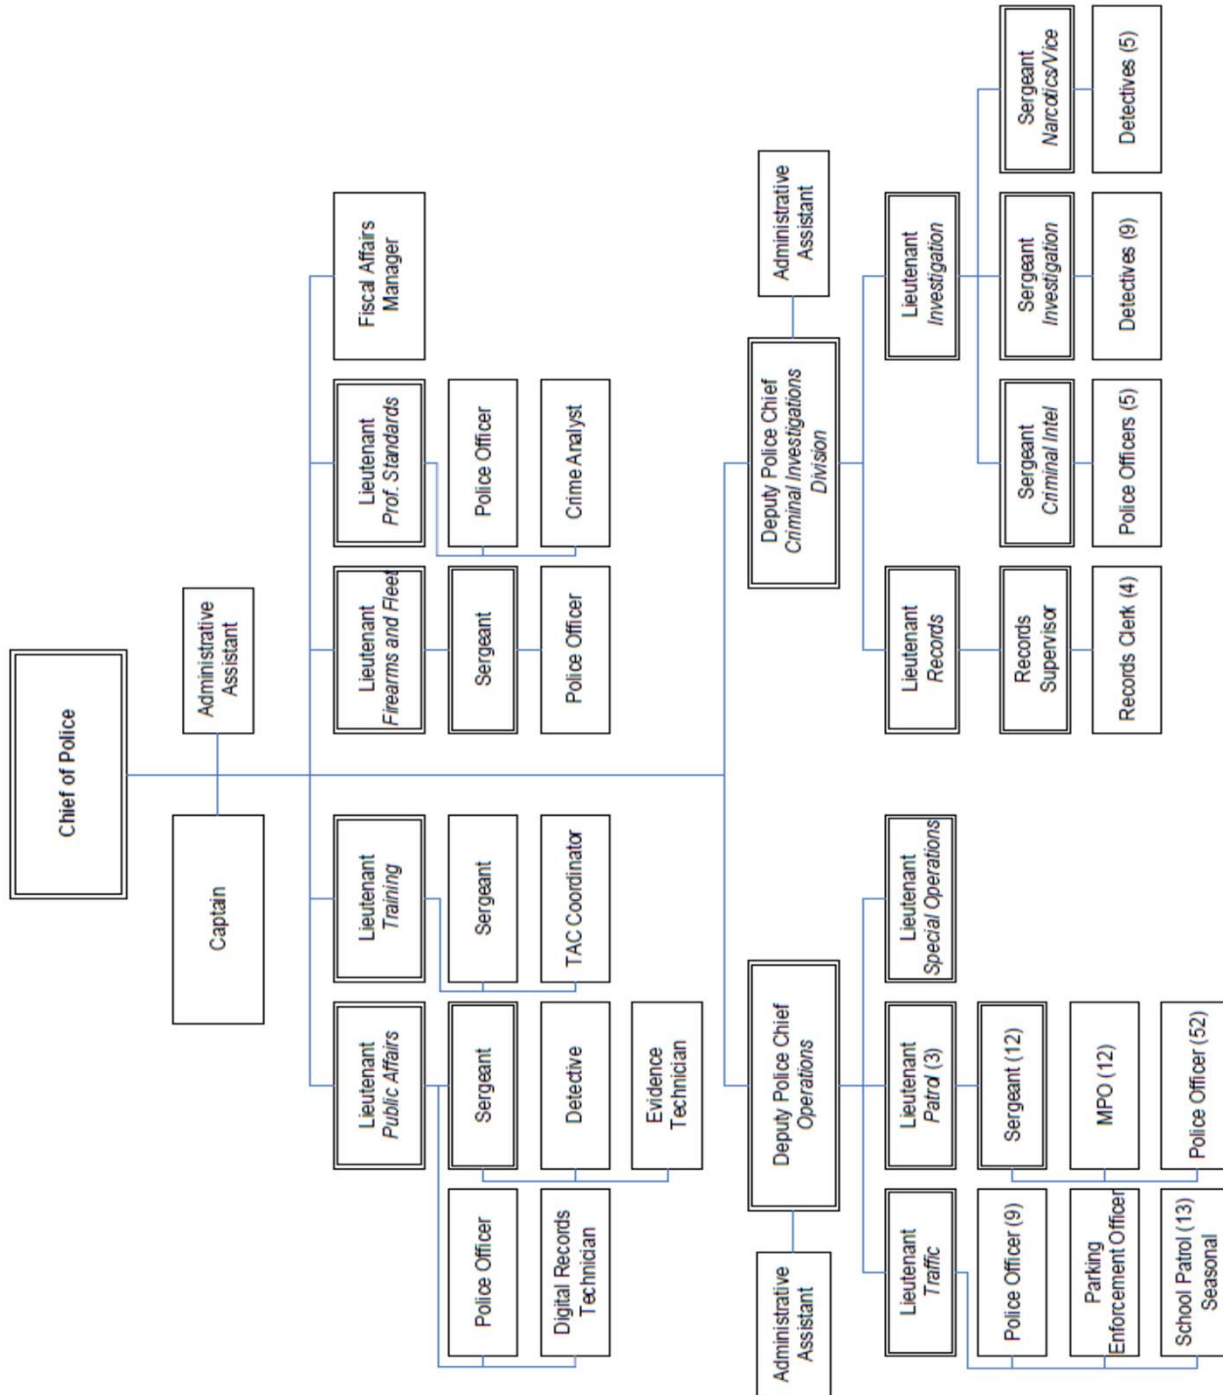 Chief of Police
Captain
Administrative
Assistant
Lieutenant
Public Affairs
Police Officer
Digital Records
Technician
Sergeant
Detective
Evidence
Technician
Lieutenant
Training
Sergeant
TAC Coordinator
Lieutenant
Firearms and Fleet
Sergeant
Police Officer
Lieutenant
Prof. Standards
Police Officer
Crime Analyst
Fiscal Affairs
Manager
Administrative
Assistant
Deputy Police Chief
Operations
Lieutenant
Traffic
Police Officer (9)
Parking
Enforcement Officer
School Patrol (13)
Seasonal
Lieutenant
Patrol (3)
Sergeant (12)
MPO (12)
Police Officer (52)
Lieutenant
Special Operations
Deputy Police Chief
Criminal Investigations
Division
Administrative
Assistant
Lieutenant
Records
Records
Supervisor
Records Clerk (4)
Lieutenant
Investigation
Sergeant
Criminal Intel
Police Officers (5)
Sergeant
Investigation
Detectives (9)
Sergeant
Narcotics/Vice
Detectives (5)